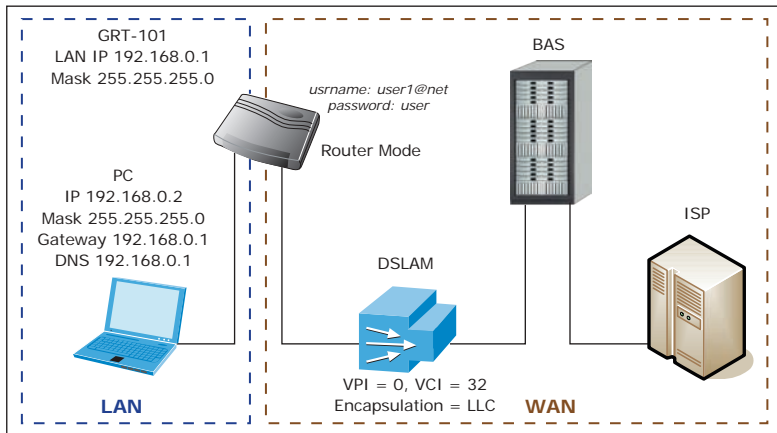 GRT-101
LAN IP 192.168.0.1
Mask 255.255.255.0
usrname: user1@net
password: user
Router Mode
BAS
PC
IP 192.168.0.2
Mask 255.255.255.0
Gateway 192.168.0.1
DNS 192.168.0.1
ISP
DSLAM
VPI = 0, VCI = 32
Encapsulation = LLC
LAN
WAN